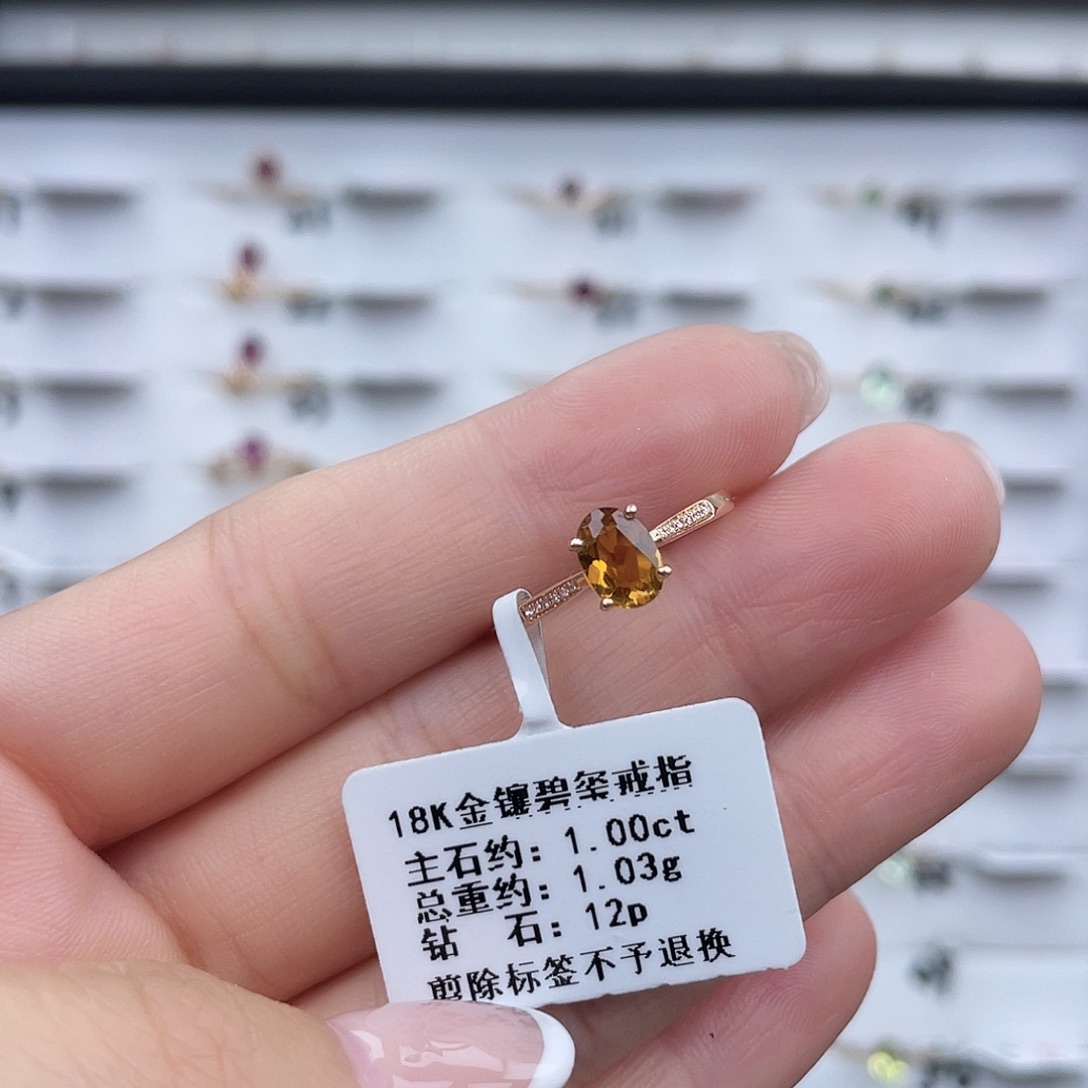 18K金镶碧玺戒指
主石约：1.00ct
总重约：1.03g
钻 石：12p
剪除标签不予退换